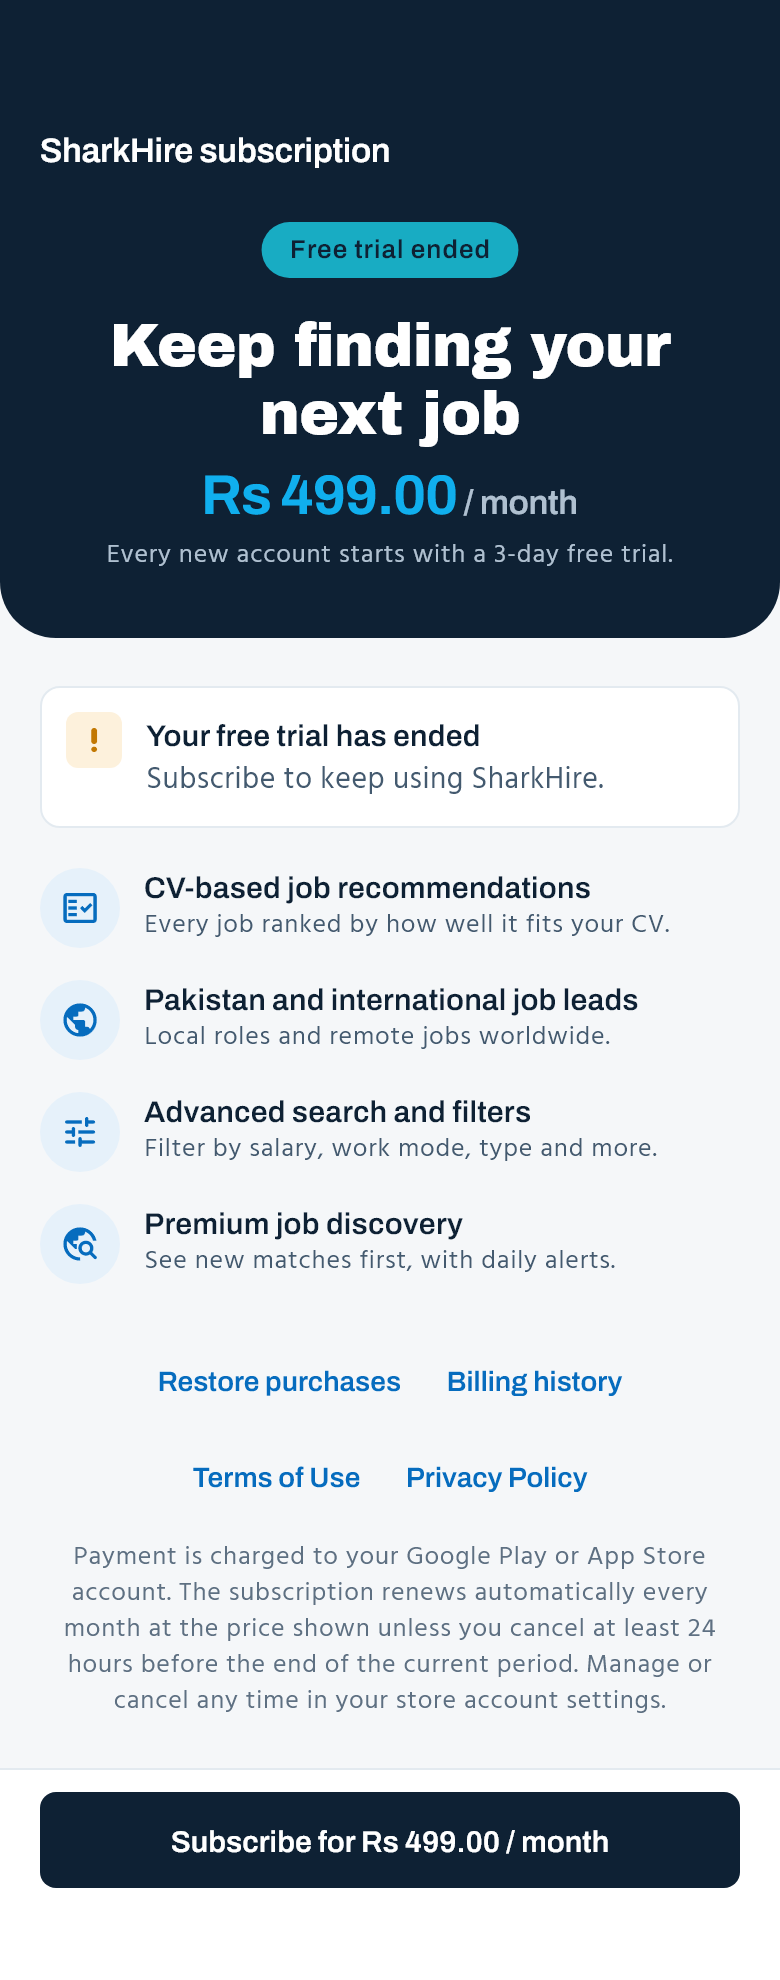 SharkHire subscription
Free trial ended
Keep finding your
next job
Rs 499.00 / month
Every new account starts with a 3-day free trial.
Your free trial has ended
Subscribe to keep using SharkHire.
CV-based job recommendations
Every job ranked by how well it fits your CV.
Pakistan and international job leads
Local roles and remote jobs worldwide.
Advanced search and filters
Filter by salary, work mode, type and more.
Premium job discovery
See new matches first, with daily alerts.
Restore purchases Billing history
Terms of Use Privacy Policy
Payment is charged to your Google Play or App Store
account. The subscription renews automatically every
month at the price shown unless you cancel at least 24
hours before the end of the current period. Manage or
cancel any time in your store account settings.
Subscribe for Rs 499.00 / month